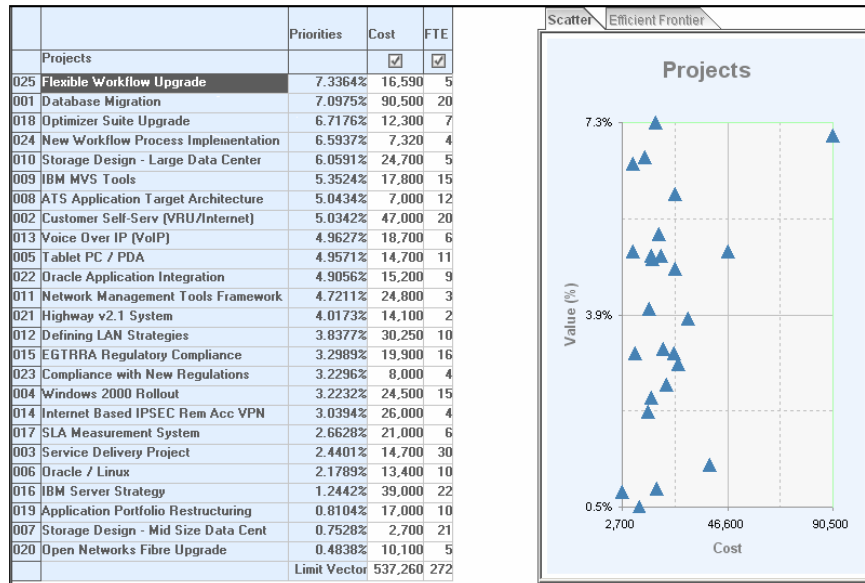 Priorities Cost FTE
Projects
025 Flexible Workflow Upgrade 7.3364% 16,590 5
001 Database Migration 7.0975% 90,500 20
018 Optimizer Suite Upgrade 6.7176% 12,300 7
024 New Workflow Process Implementation 6.5937% 7,320 4
010 Storage Design - Large Data Center 6.0591% 24,700 5
009 IBM MVS Tools 5.3524% 17,800 15
008 ATS Application Target Architecture 5.0434% 7,000 12
002 Customer Self-Serv (VRU/Internet) 5.0342% 47,000 20
013 Voice Over IP (VoIP) 4.9627% 18,700 6
005 Tablet PC / PDA 4.9571% 14,700 11
022 Oracle Application Integration 4.9056% 15,200 9
011 Network Management Tools Framework 4.7211% 24,800 3
021 Highway v2.1 System 4.0173% 14,100 2
012 Defining LAN Strategies 3.8377% 30,250 10
015 EGTRRA Regulatory Compliance 3.2989% 19,900 16
023 Compliance with New Regulations 3.2296% 8,000 4
004 Windows 2000 Rollout 3.2232% 24,500 15
014 Internet Based IPSEC Rem Acc VPN 3.0394% 26,000 4
017 SLA Measurement System 2.6628% 21,000 6
003 Service Delivery Project 2.4401% 14,700 30
006 Oracle / Linux 2.1789% 13,400 10
016 IBM Server Strategy 1.2442% 39,000 22
019 Application Portfolio Restructuring 0.8104% 17,000 10
007 Storage Design - Mid Size Data Cent 0.7528% 2,700 21
020 Open Networks Fibre Upgrade 0.4838% 10,100 5
Limit Vector 537,260 272
Scatter Efficient Frontier
Projects
7.3%
3.9%
0.5%
Value (%)
2,700 46,600 90,500
Cost